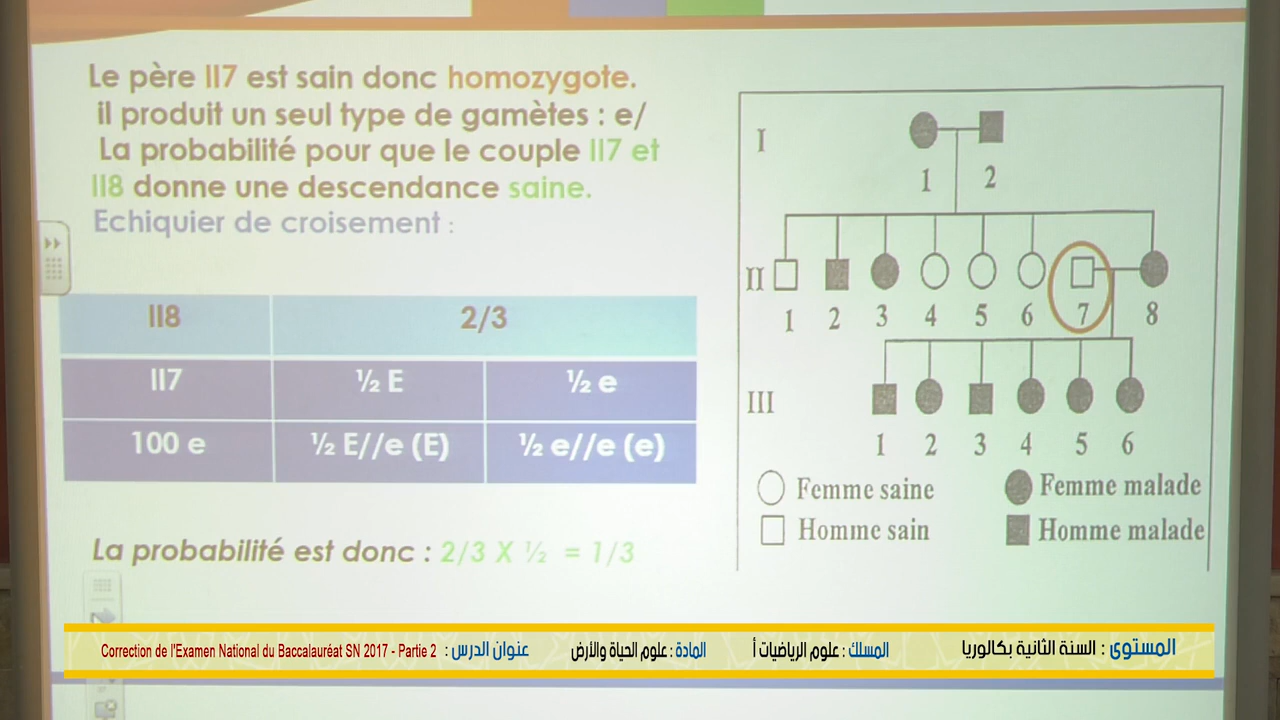 Le père II7 est sain donc homozygote.
il produit un seul type de gamètes : e/
La probabilité pour que le couple II7 et
II8 donne une descendance saine.
Echiquier de croisement :
II8 2/3
II7 ½ E ½ e
100 e ½ E//e (E) ½ e//e (e)
La probabilité est donc : 2/3 X ½ = 1/3
I
1 2
II
1 2 3 4 5 6 7 8
III
1 2 3 4 5 6
Femme saine Femme malade
Homme sain Homme malade
المستوى : السنة الثانية بكالوريا المسلك : علوم الرياضيات أ المادة : علوم الحياة والأرض عنوان الدرس : Correction de l'Examen National du Baccalauréat SN 2017 - Partie 2